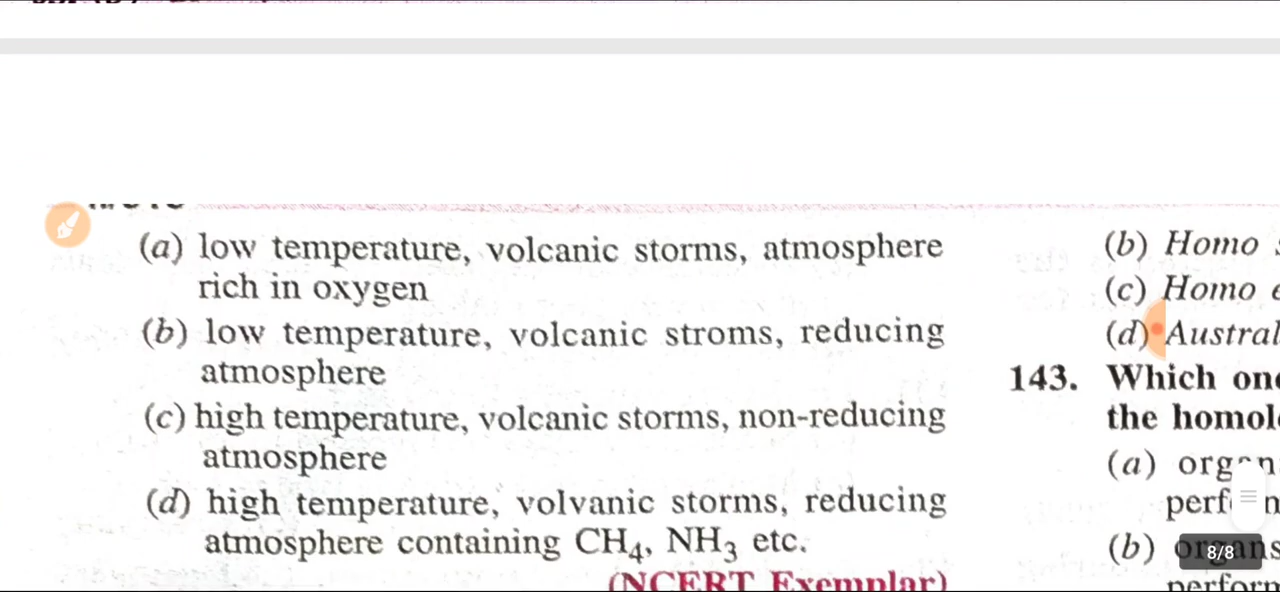 (a) low temperature, volcanic storms, atmosphere
rich in oxygen
(b) low temperature, volcanic stroms, reducing
atmosphere
(c) high temperature, volcanic storms, non-reducing
atmosphere
(d) high temperature, volvanic storms, reducing
atmosphere containing CH₄, NH₃ etc.
(NCERT Exemplar)
(b) Homo
(c) Homo
(d) Austral
143. Which one
the homol
(a)
(b) organs
perform
8/8